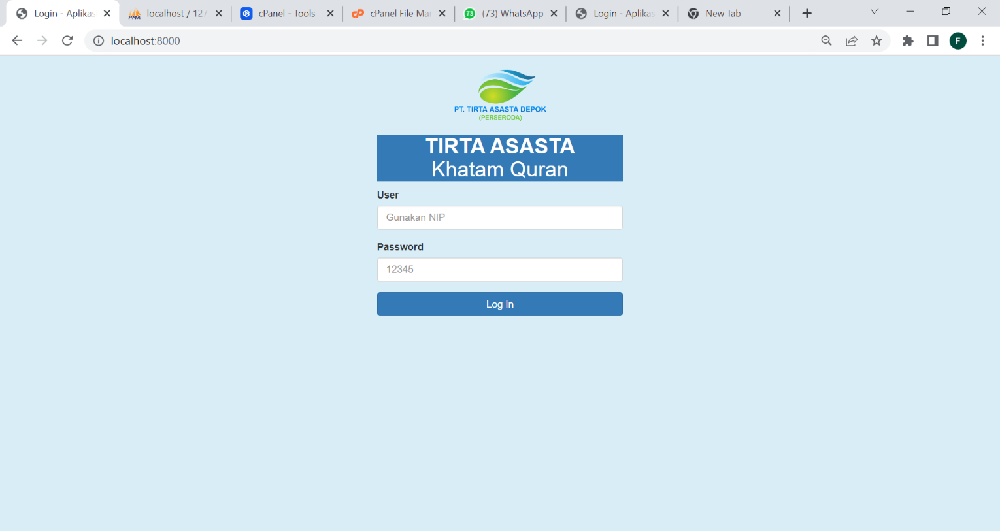 Login - Aplikas
localhost / 127
cPanel - Tools
cPanel File Mar
(73) WhatsApp
Login - Aplikas
New Tab
localhost:8000
F
PT. TIRTA ASASTA DEPOK
(PERSERODA)
TIRTA ASASTA
Khatam Quran
User
Gunakan NIP
Password
12345
Log In